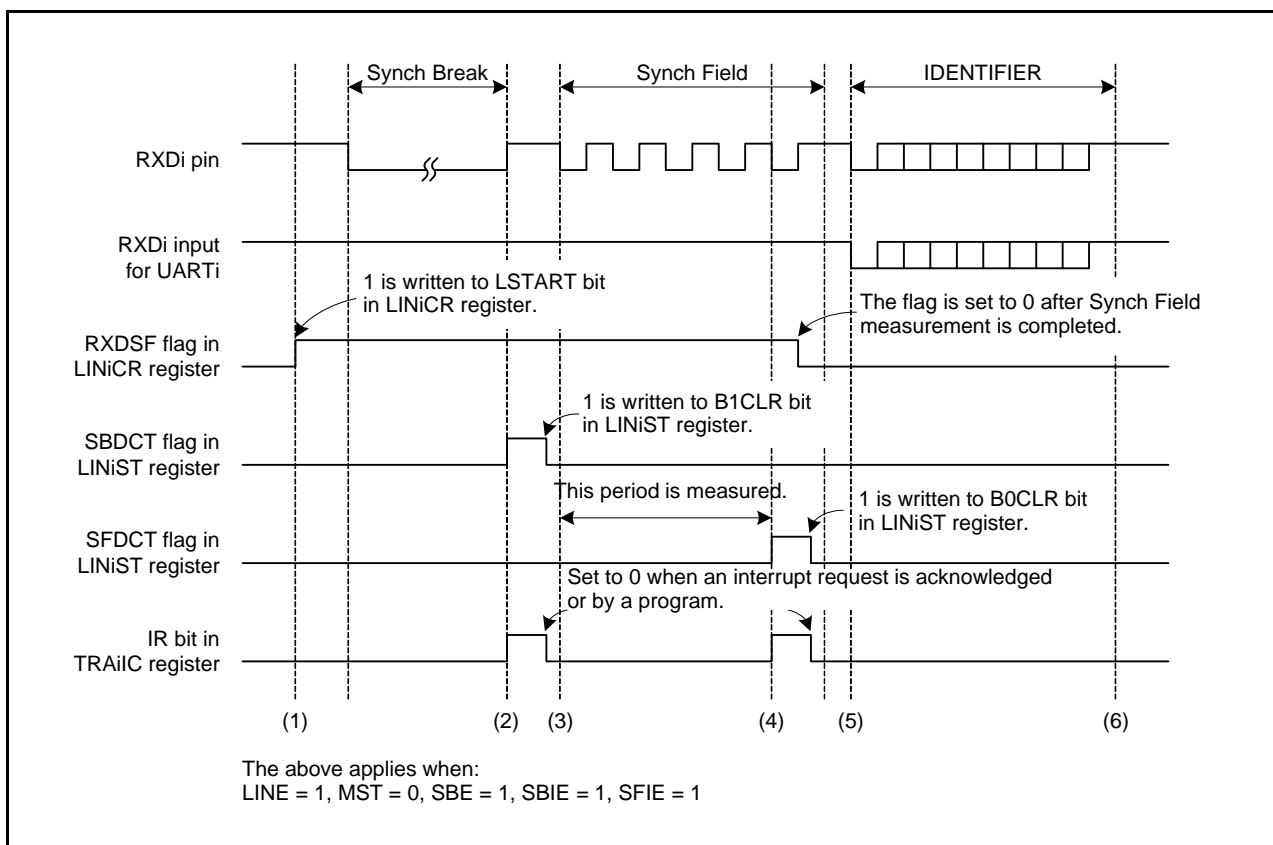 Synch Break
Synch Field
IDENTIFIER
RXDi pin
RXDi input
for UARTi
1 is written to LSTART bit
in LINiCR register.
The flag is set to 0 after Synch Field
measurement is completed.
RXDSF flag in
LINiCR register
1 is written to B1CLR bit
in LINiST register.
SBDCT flag in
LINiST register
This period is measured.
1 is written to B0CLR bit
in LINiST register.
SFDCT flag in
LINiST register
Set to 0 when an interrupt request is acknowledged
or by a program.
IR bit in
TRAiIC register
(1)
(2)
(3)
(4)
(5)
(6)
The above applies when:
LINE = 1, MST = 0, SBE = 1, SBIE = 1, SFIE = 1